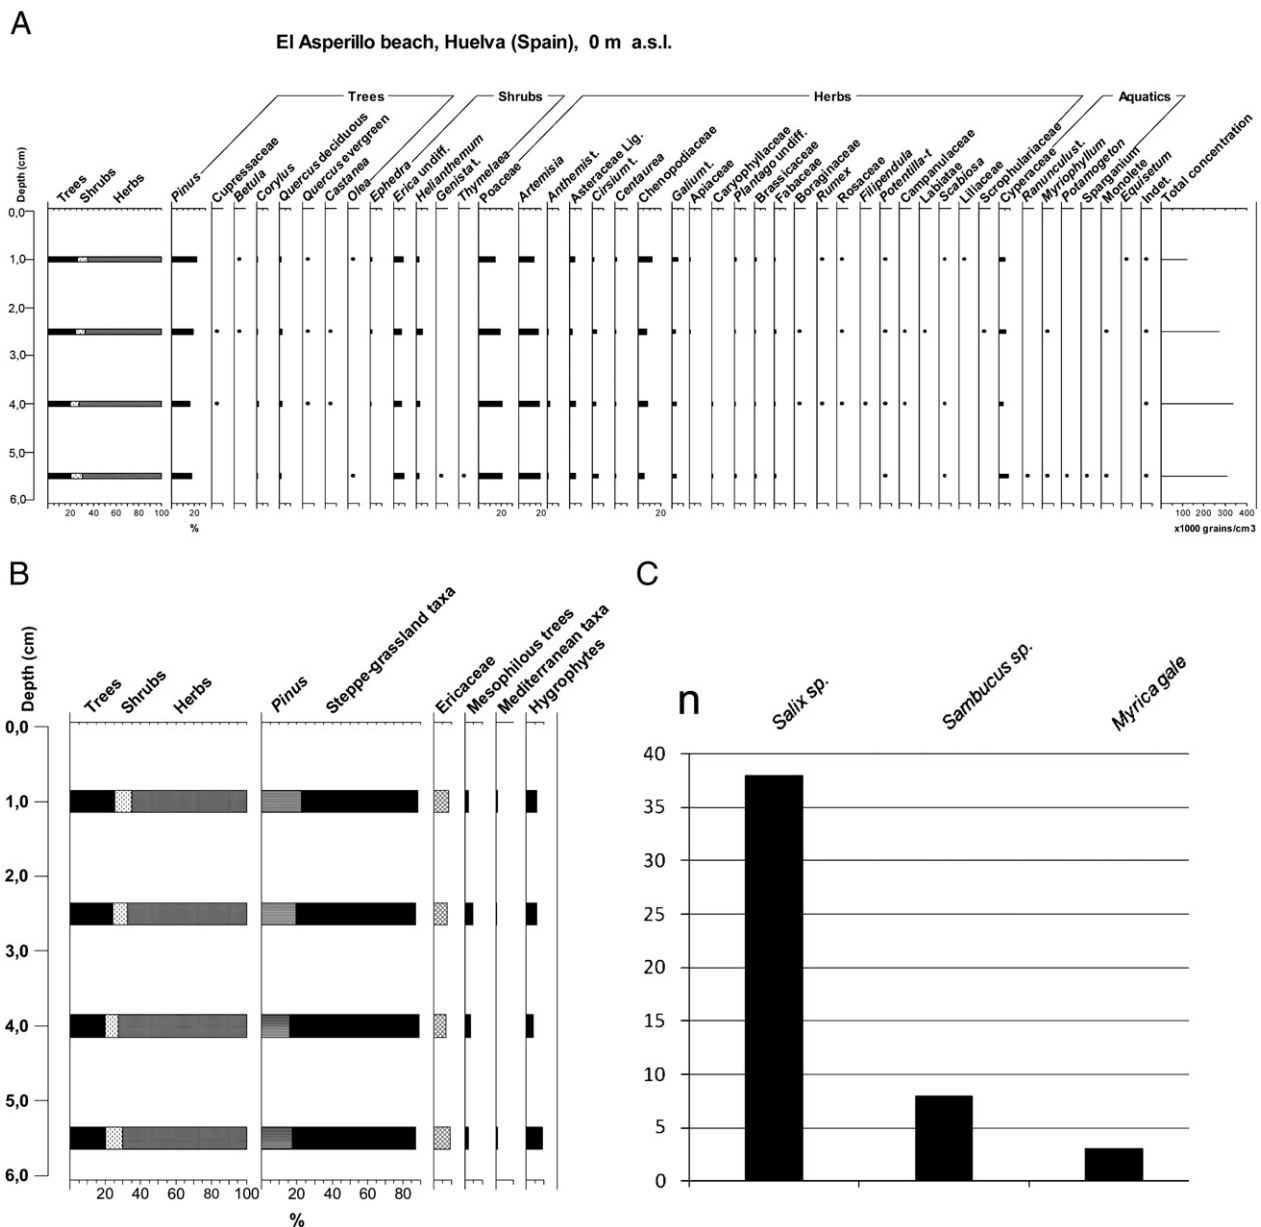 A
El Asperillo beach, Huelva (Spain), 0 m a.s.l.
Trees Shrubs Herbs Aquatics
Depth (cm)
Trees
Shrubs
Herbs
Pinus
Cupressaceae
Betula
Corylus
Quercus deciduous
Quercus evergreen
Castanea
Olea
Ephedra
Erica undiff.
Helianthemum
Genista t.
Thymelaea
Poaceae
Artemisia
Anthemis t.
Asteraceae Lig.
Cirsium t.
Centaurea
Chenopodiaceae
Galium t.
Apiaceae
Caryophyllaceae
Plantago undiff.
Brassicaceae
Fabaceae
Boraginaceae
Rumex
Rosaceae
Filipendula
Potentilla-t
Campanulaceae
Labiatae
Scabiosa
Liliaceae
Scrophulariaceae
Cyperaceae
Ranunculus t.
Myriophyllum
Potamogeton
Sparganium
Monolete
Equisetum
Indet.
Total concentration
0,0
1,0
2,0
3,0
4,0
5,0
6,0
20 40 60 80 100 20 20 20 20 100 200 300 400
% x1000 grains/cm3
B
Depth (cm)
Trees
Shrubs
Herbs
Pinus
Steppe-grassland taxa
Ericaceae
Mesophilous trees
Mediterranean taxa
Hygrophytes
0,0
1,0
2,0
3,0
4,0
5,0
6,0
20 40 60 80 100 20 40 60 80
%
C
n
Salix sp.
Sambucus sp.
Myrica gale
40
35
30
25
20
15
10
5
0